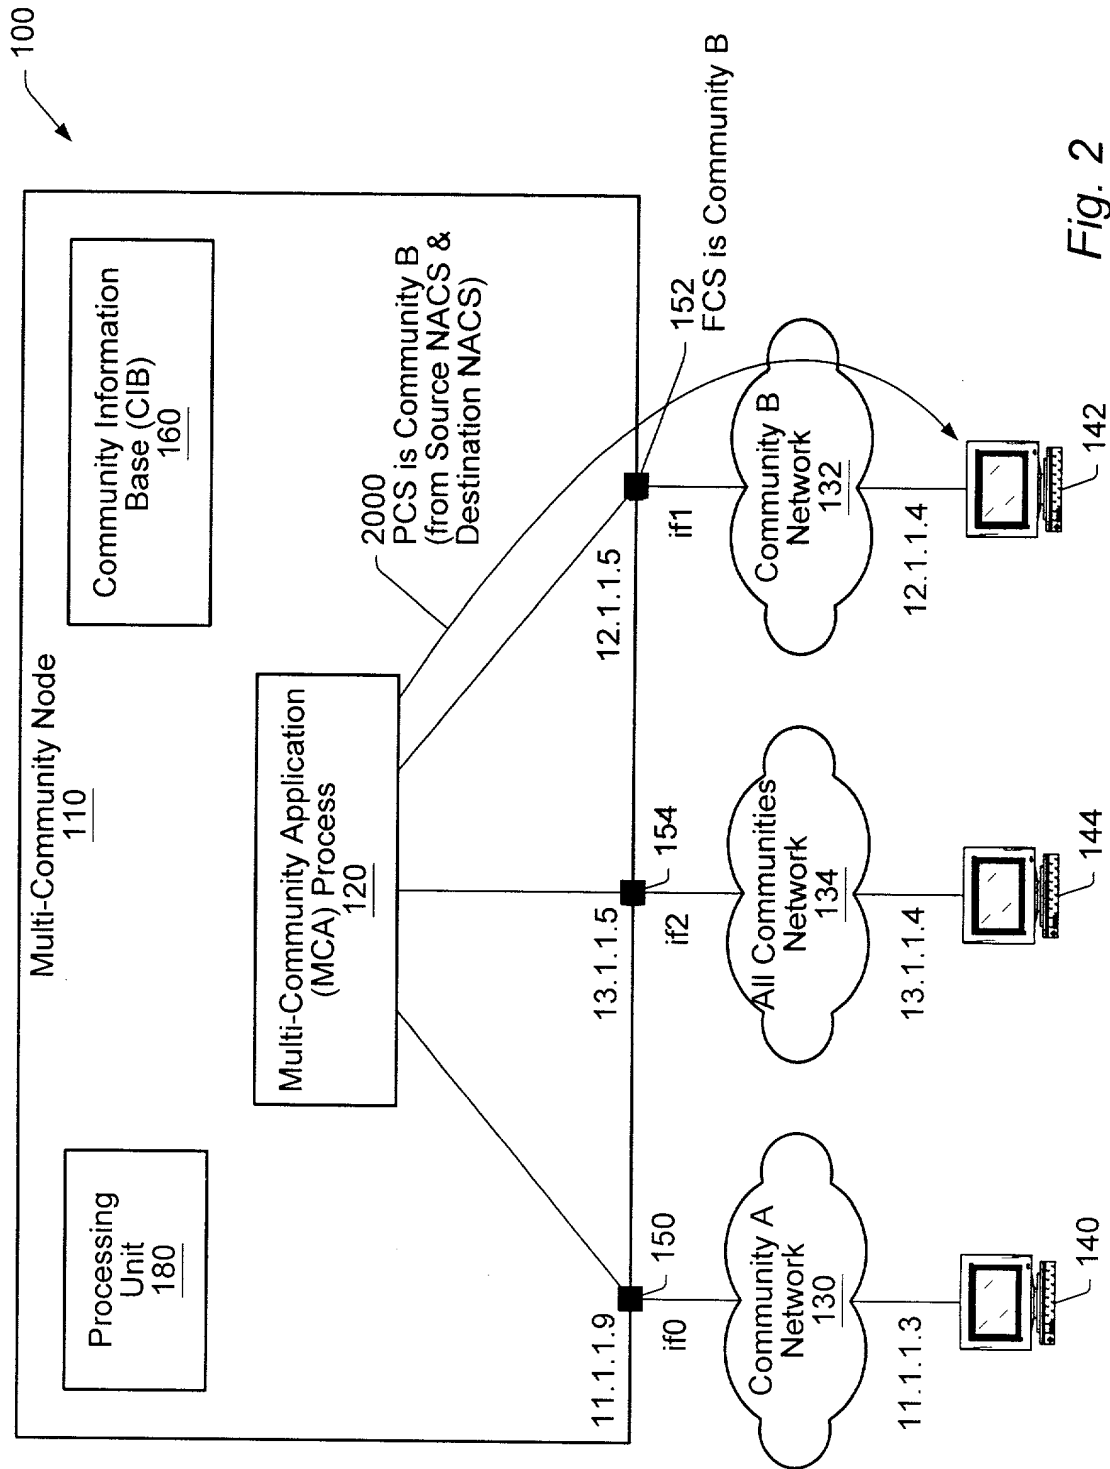 100
Multi-Community Node
110
Processing
Unit
180
Community Information
Base (CIB)
160
Multi-Community Application
(MCA) Process
120
2000
PCS is Community B
(from Source NACS &
Destination NACS)
11.1.1.9
13.1.1.5
12.1.1.5
150
154
152
FCS is Community B
if0
if2
if1
Community A
Network
130
All Communities
Network
134
Community B
Network
132
11.1.1.3
13.1.1.4
12.1.1.4
140
144
142
Fig. 2